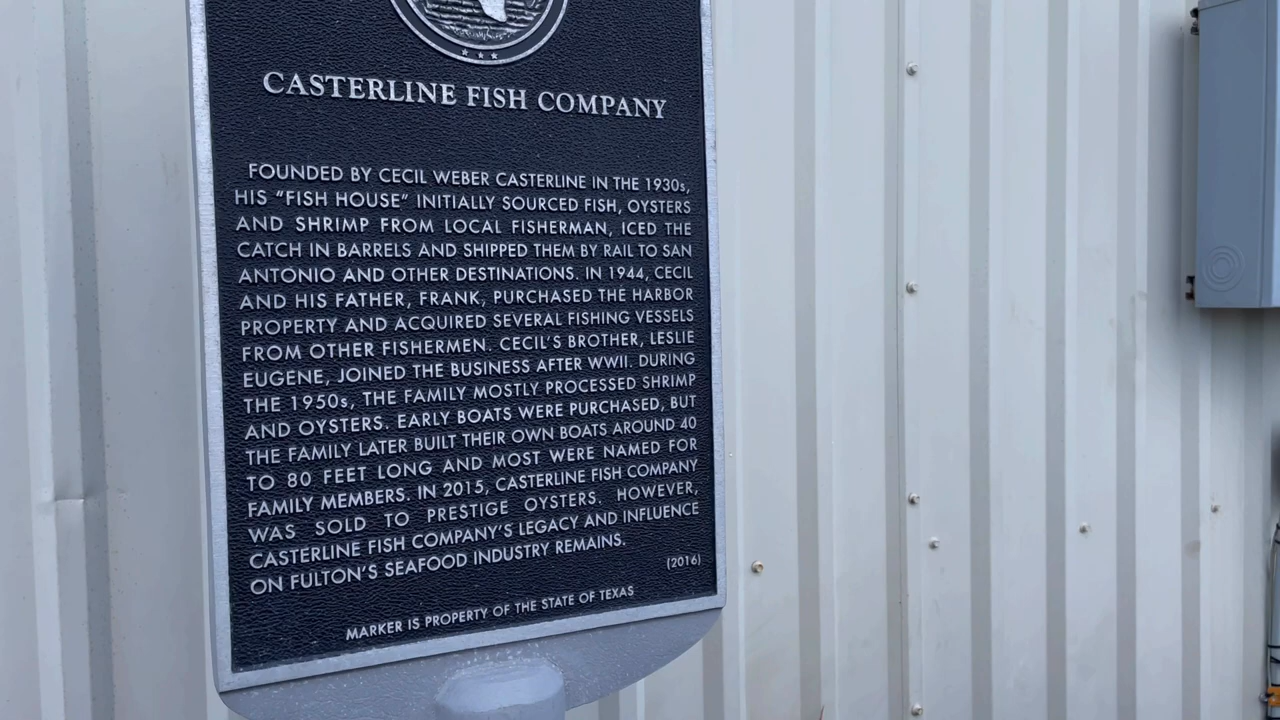 CASTERLINE FISH COMPANY
FOUNDED BY CECIL WEBER CASTERLINE IN THE 1930s,
HIS "FISH HOUSE" INITIALLY SOURCED FISH, OYSTERS
AND SHRIMP FROM LOCAL FISHERMAN, ICED THE
CATCH IN BARRELS AND SHIPPED THEM BY RAIL TO SAN
ANTONIO AND OTHER DESTINATIONS. IN 1944, CECIL
AND HIS FATHER, FRANK, PURCHASED THE HARBOR
PROPERTY AND ACQUIRED SEVERAL FISHING VESSELS
FROM OTHER FISHERMEN. CECIL'S BROTHER, LESLIE
EUGENE, JOINED THE BUSINESS AFTER WWII. DURING
THE 1950s, THE FAMILY MOSTLY PROCESSED SHRIMP
AND OYSTERS. EARLY BOATS WERE PURCHASED, BUT
THE FAMILY LATER BUILT THEIR OWN BOATS AROUND 40
TO 80 FEET LONG AND MOST WERE NAMED FOR
FAMILY MEMBERS. IN 2015, CASTERLINE FISH COMPANY
WAS SOLD TO PRESTIGE OYSTERS. HOWEVER,
CASTERLINE FISH COMPANY'S LEGACY AND INFLUENCE
ON FULTON'S SEAFOOD INDUSTRY REMAINS.
(2016)
MARKER IS PROPERTY OF THE STATE OF TEXAS